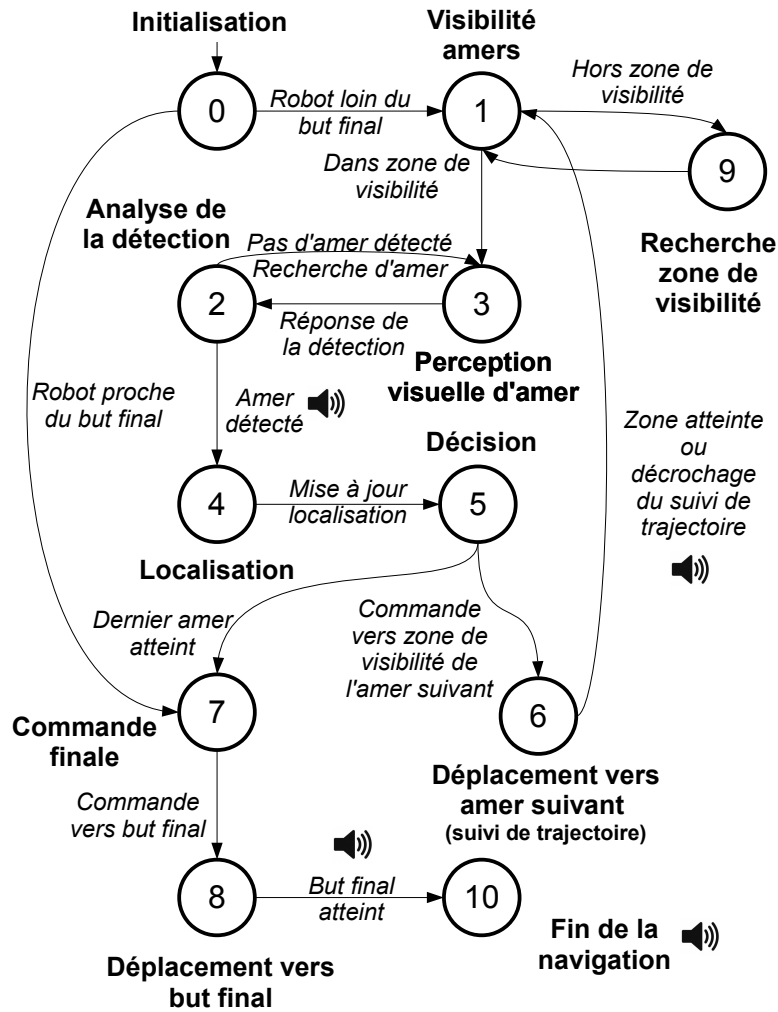 Initialisation
Visibilité
amers
0
Robot loin du
but final
1
Hors zone de
visibilité
9
Dans zone de
visibilité
Recherche
zone de
visibilité
Analyse de
la détection
Pas d'amer détecté
Recherche d'amer
2
3
Réponse de
la détection
Perception
visuelle d'amer
Robot proche
du but final
Amer
détecté
Zone atteinte
ou
décrochage
du suivi de
trajectoire
Décision
4
Mise à jour
localisation
5
Localisation
Dernier amer
atteint
Commande
vers zone de
visibilité de
l'amer suivant
7
6
Commande
finale
Déplacement vers
amer suivant
(suivi de trajectoire)
Commande
vers but final
8
But final
atteint
10
Déplacement vers
but final
Fin de la
navigation